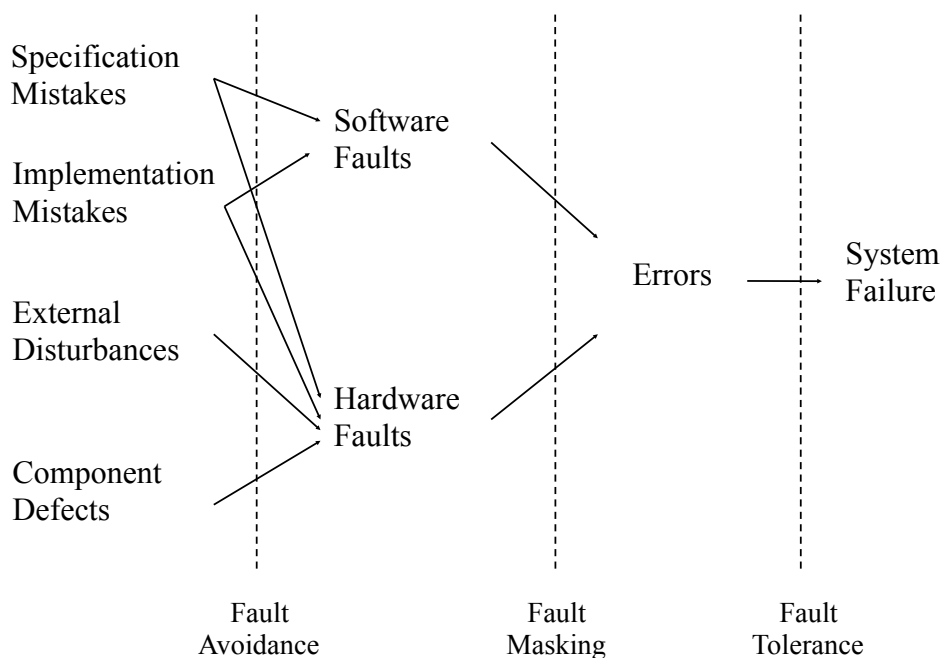 Specification
Mistakes
Software
Faults
Implementation
Mistakes
System
Failure
Errors
External
Disturbances
Hardware
Faults
Component
Defects
Fault
Avoidance
Fault
Masking
Fault
Tolerance